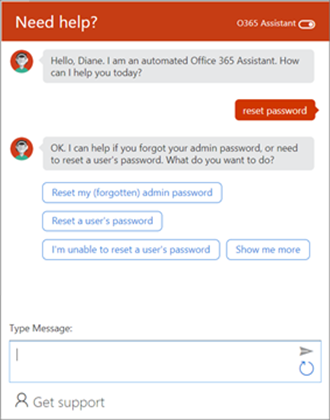 Need help?
O365 Assistant
Hello, Diane. I am an automated Office 365 Assistant. How
can I help you today?
reset password
OK. I can help if you forgot your admin password, or need
to reset a user's password. What do you want to do?
Reset my (forgotten) admin password
Reset a user's password
I'm unable to reset a user's password
Show me more
Type Message:
Get support